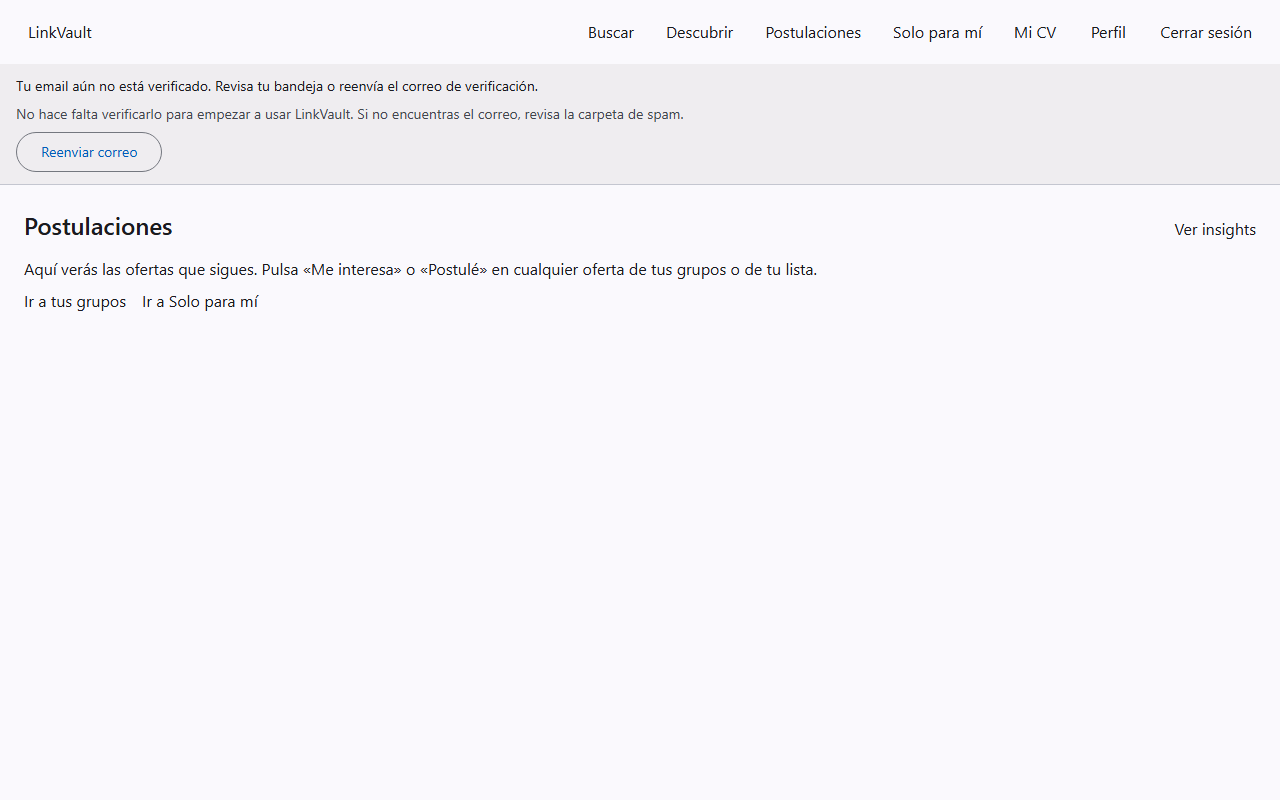 LinkVault
Buscar
Descubrir
Postulaciones
Solo para mí
Mi CV
Perfil
Cerrar sesión
Tu email aún no está verificado. Revisa tu bandeja o reenvía el correo de verificación.
No hace falta verificarlo para empezar a usar LinkVault. Si no encuentras el correo, revisa la carpeta de spam.
Reenviar correo
Postulaciones
Ver insights
Aquí verás las ofertas que sigues. Pulsa «Me interesa» o «Postulé» en cualquier oferta de tus grupos o de tu lista.
Ir a tus grupos
Ir a Solo para mí